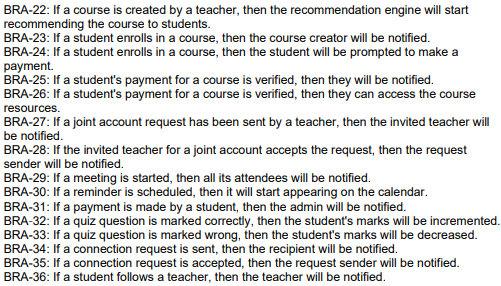 BRA-22: If a course is created by a teacher, then the recommendation engine will start
recommending the course to students.
BRA-23: If a student enrolls in a course, then the course creator will be notified.
BRA-24: If a student enrolls in a course, then the student will be prompted to make a
payment.
BRA-25: If a student's payment for a course is verified, then they will be notified.
BRA-26: If a student's payment for a course is verified, then they can access the course
resources.
BRA-27: If a joint account request has been sent by a teacher, then the invited teacher will
be notified.
BRA-28: If the invited teacher for a joint account accepts the request, then the request
sender will be notified.
BRA-29: If a meeting is started, then all its attendees will be notified.
BRA-30: If a reminder is scheduled, then it will start appearing on the calendar.
BRA-31: If a payment is made by a student, then the admin will be notified.
BRA-32: If a quiz question is marked correctly, then the student's marks will be incremented.
BRA-33: If a quiz question is marked wrong, then the student's marks will be decreased.
BRA-34: If a connection request is sent, then the recipient will be notified.
BRA-35: If a connection request is accepted, then the request sender will be notified.
BRA-36: If a student follows a teacher, then the teacher will be notified.